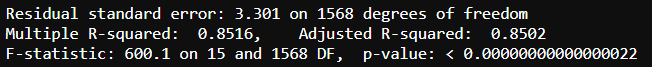 Residual standard error: 3.301 on 1568 degrees of freedom
Multiple R-squared:  0.8516,    Adjusted R-squared:  0.8502
F-statistic: 600.1 on 15 and 1568 DF,  p-value: < 0.00000000000000022